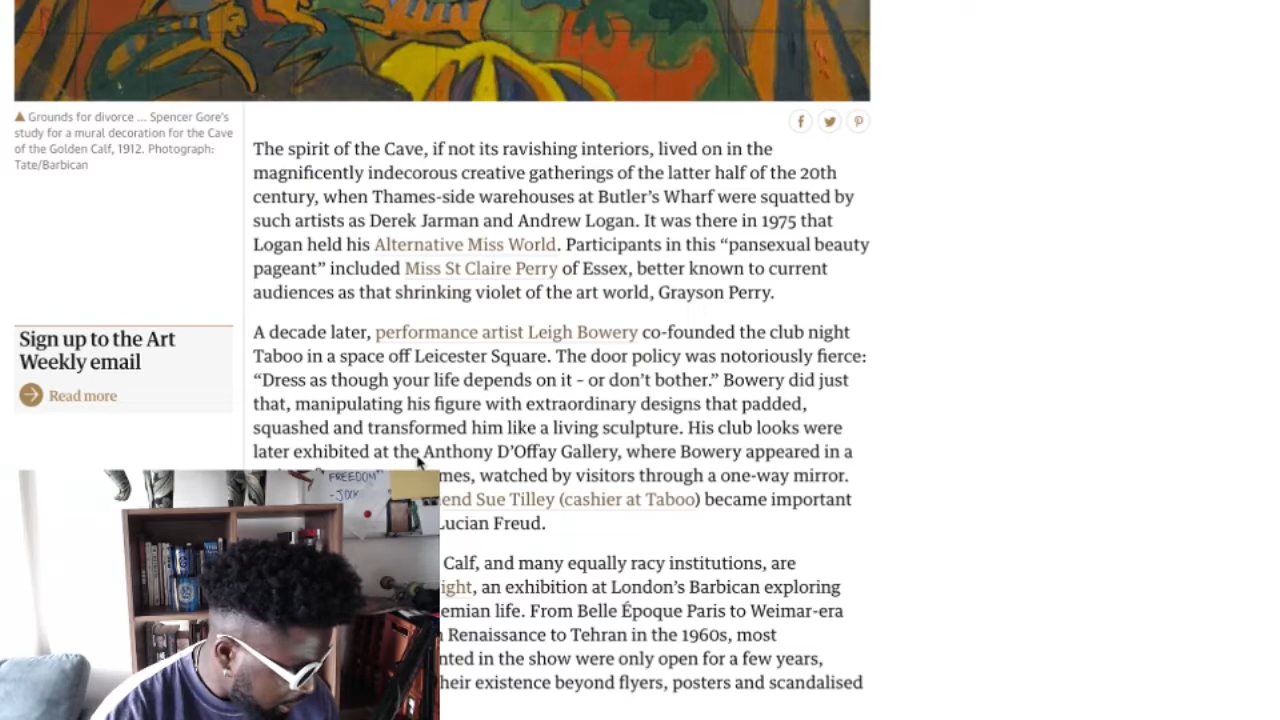 ▲ Grounds for divorce ... Spencer Gore's
study for a mural decoration for the Cave
of the Golden Calf, 1912. Photograph:
Tate/Barbican
The spirit of the Cave, if not its ravishing interiors, lived on in the
magnificently indecorous creative gatherings of the latter half of the 20th
century, when Thames-side warehouses at Butler's Wharf were squatted by
such artists as Derek Jarman and Andrew Logan. It was there in 1975 that
Logan held his Alternative Miss World. Participants in this “pansexual beauty
pageant” included Miss St Claire Perry of Essex, better known to current
audiences as that shrinking violet of the art world, Grayson Perry.
Sign up to the Art
Weekly email
Read more
A decade later, performance artist Leigh Bowery co-founded the club night
Taboo in a space off Leicester Square. The door policy was notoriously fierce:
“Dress as though your life depends on it – or don't bother.” Bowery did just
that, manipulating his figure with extraordinary designs that padded,
squashed and transformed him like a living sculpture. His club looks were
later exhibited at the Anthony D'Offay Gallery, where Bowery appeared in a
mes, watched by visitors through a one-way mirror.
end Sue Tilley (cashier at Taboo) became important
Lucian Freud.
Calf, and many equally racy institutions, are
ight, an exhibition at London's Barbican exploring
emian life. From Belle Époque Paris to Weimar-era
Renaissance to Tehran in the 1960s, most
nted in the show were only open for a few years,
heir existence beyond flyers, posters and scandalised
FREEDOM"